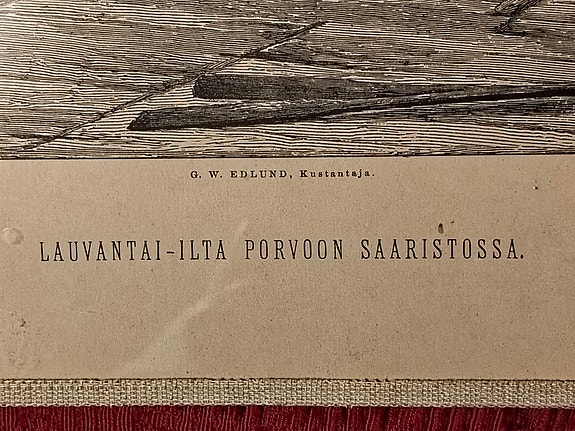 G. W. EDLUND, Kustantaja.
LAUVANTAI-ILTA PORVOON SAARISTOSSA.